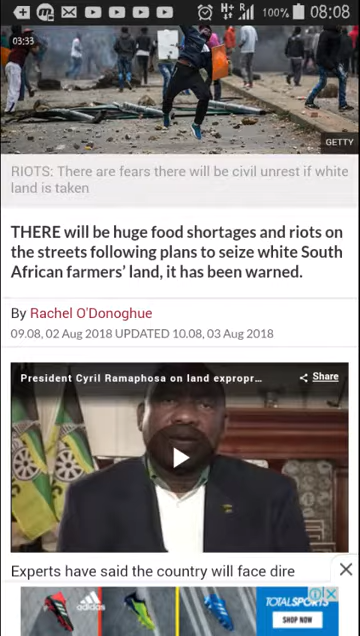 100% 08:08
03:33
GETTY
RIOTS: There are fears there will be civil unrest if white
land is taken
THERE will be huge food shortages and riots on
the streets following plans to seize white South
African farmers' land, it has been warned.
By Rachel O'Donoghue
09.08, 02 Aug 2018 UPDATED 10.08, 03 Aug 2018
President Cyril Ramaphosa on land expropr… Share
Experts have said the country will face dire
adidas
TOTALSPORTS
SHOP NOW